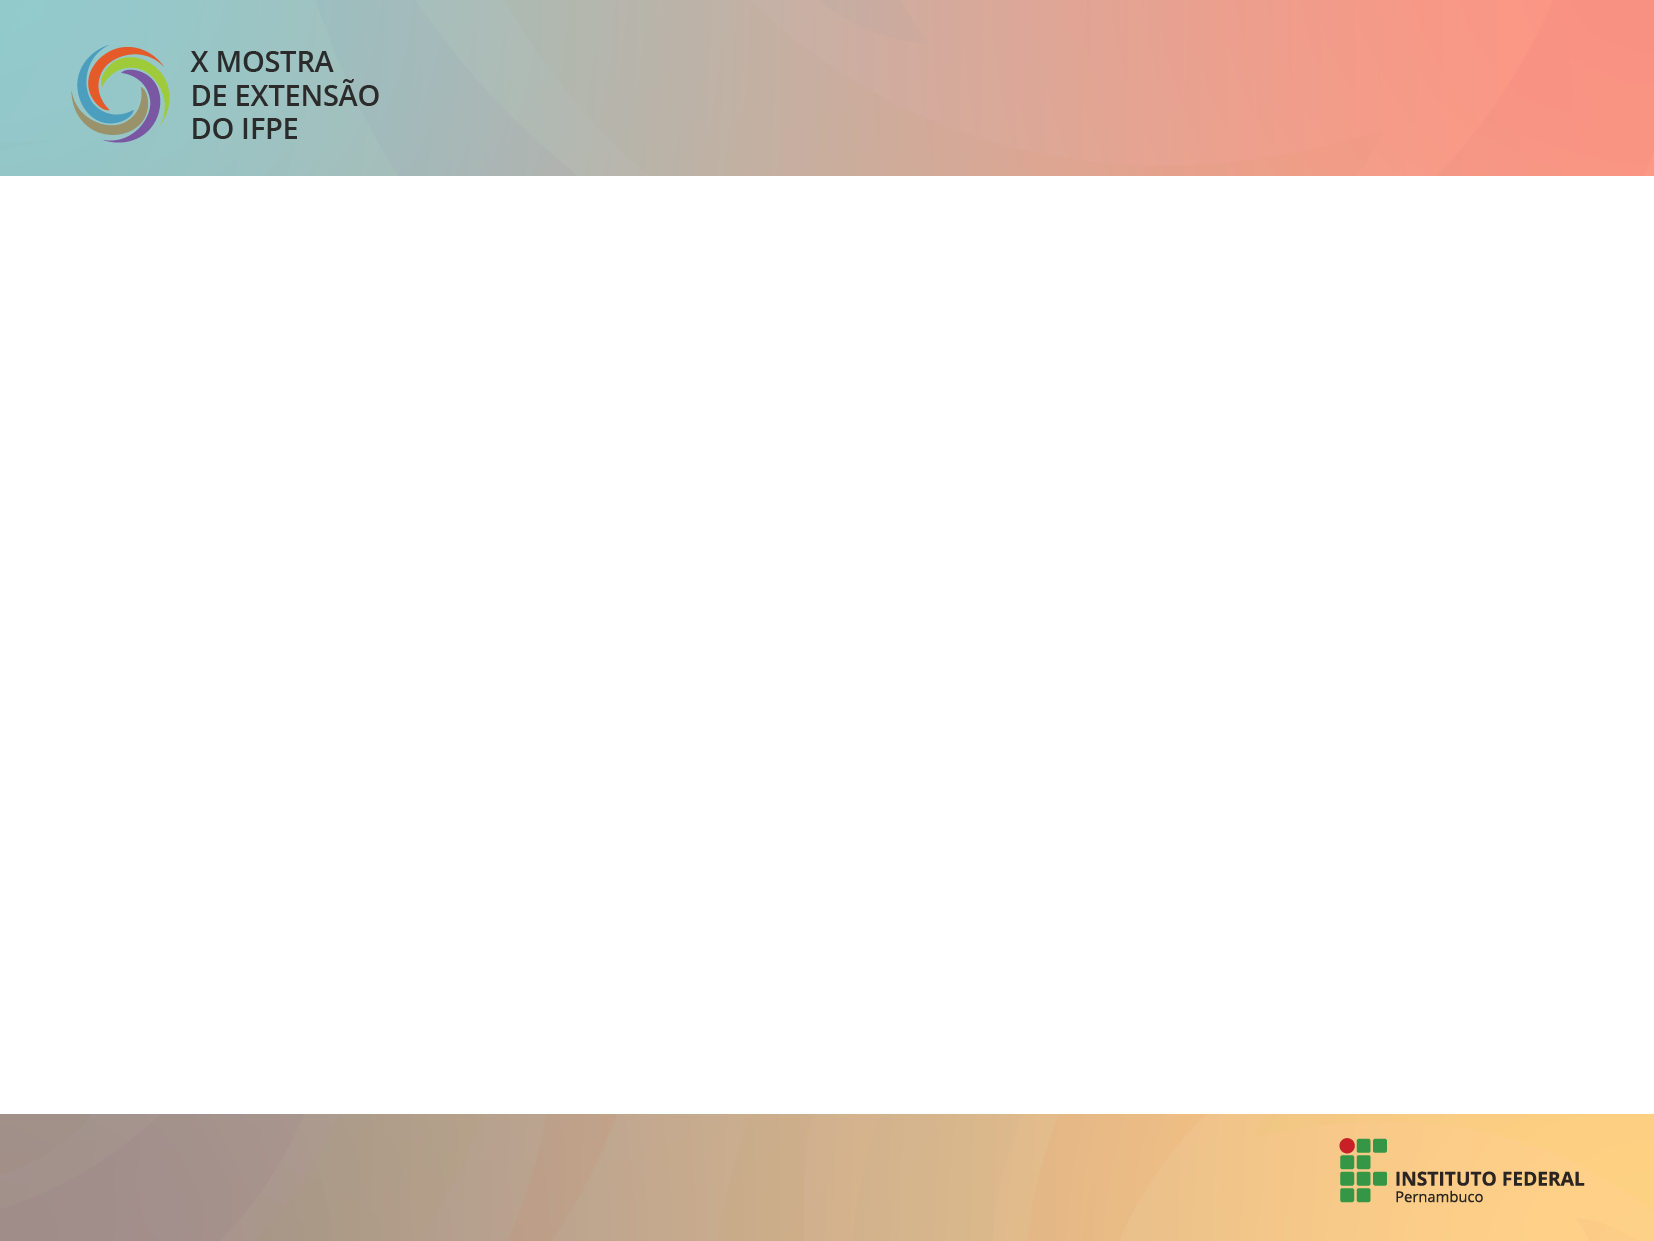 X MOSTRA
DE EXTENSÃO
DO IFPE
INSTITUTO FEDERAL
Pernambuco